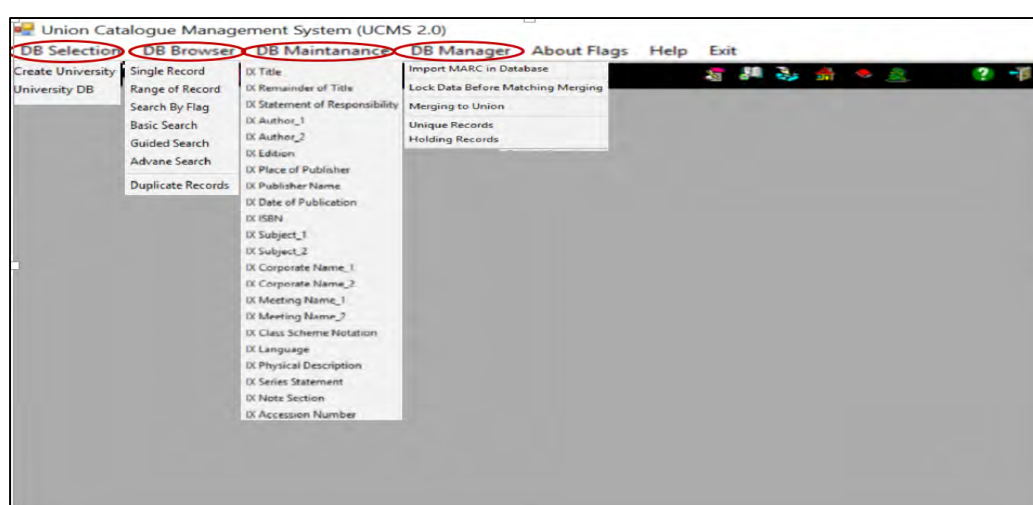 Union Catalogue Management System (UCMS 2.0)
DB Selection DB Browser DB Maintanance DB Manager About Flags Help Exit
Create University
University DB
Single Record
Range of Record
Search By Flag
Basic Search
Guided Search
Advane Search
Duplicate Records
IX Title
IX Remainder of Title
IX Statement of Responsibility
IX Author_1
IX Author_2
IX Edition
IX Place of Publisher
IX Publisher Name
IX Date of Publication
IX ISBN
IX Subject_1
IX Subject_2
IX Corporate Name_1
IX Corporate Name_2
IX Meeting Name_1
IX Meeting Name_2
IX Class Scheme Notation
IX Language
IX Physical Description
IX Series Statement
IX Note Section
IX Accession Number
Import MARC in Database
Lock Data Before Matching Merging
Merging to Union
Unique Records
Holding Records